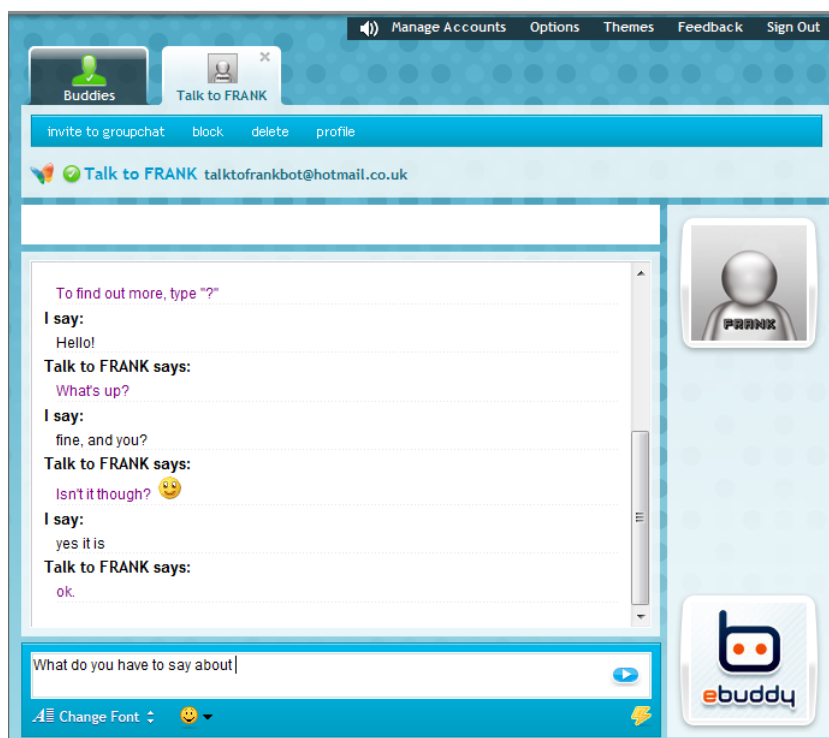 Manage Accounts Options Themes Feedback Sign Out
Buddies Talk to FRANK
invite to groupchat block delete profile
Talk to FRANK talktofrankbot@hotmail.co.uk
To find out more, type "?"
I say:
Hello!
Talk to FRANK says:
What's up?
I say:
fine, and you?
Talk to FRANK says:
Isn't it though?
I say:
yes it is
Talk to FRANK says:
ok.
FRANK
What do you have to say about
A Change Font
ebuddy